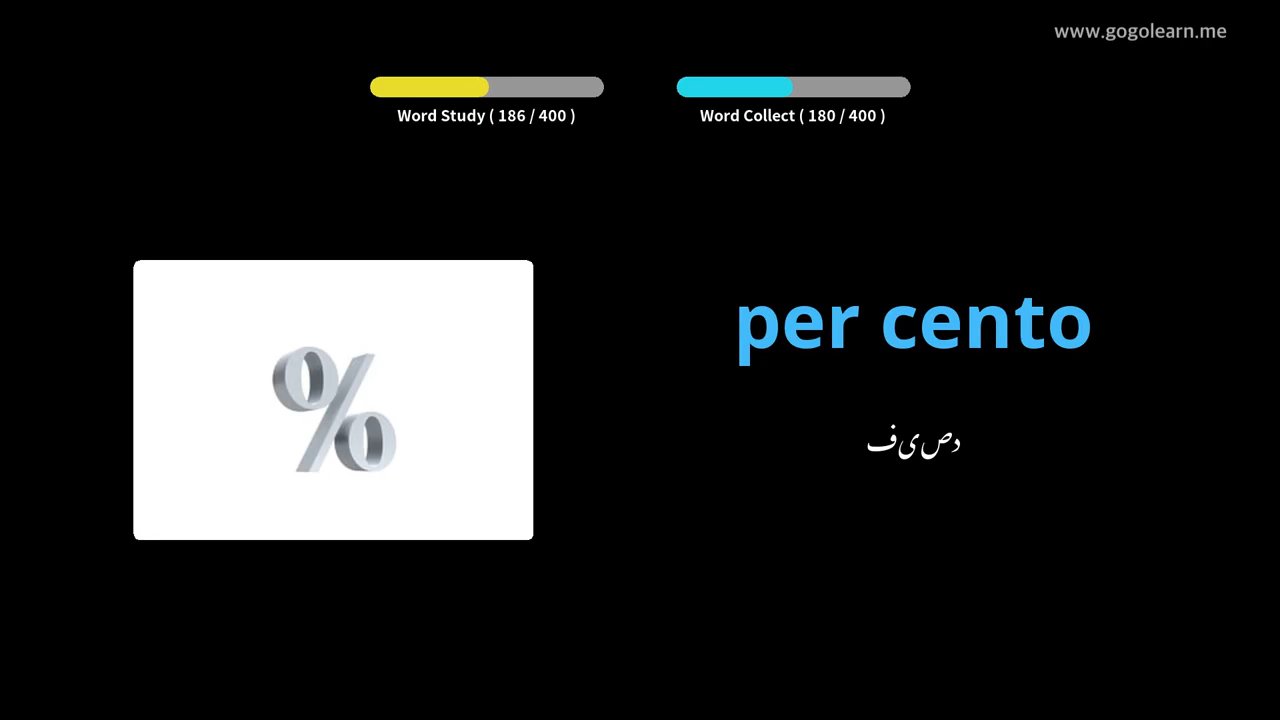 www.gogolearn.me
Word Study ( 186 / 400 )
Word Collect ( 180 / 400 )
per cento
فیصد